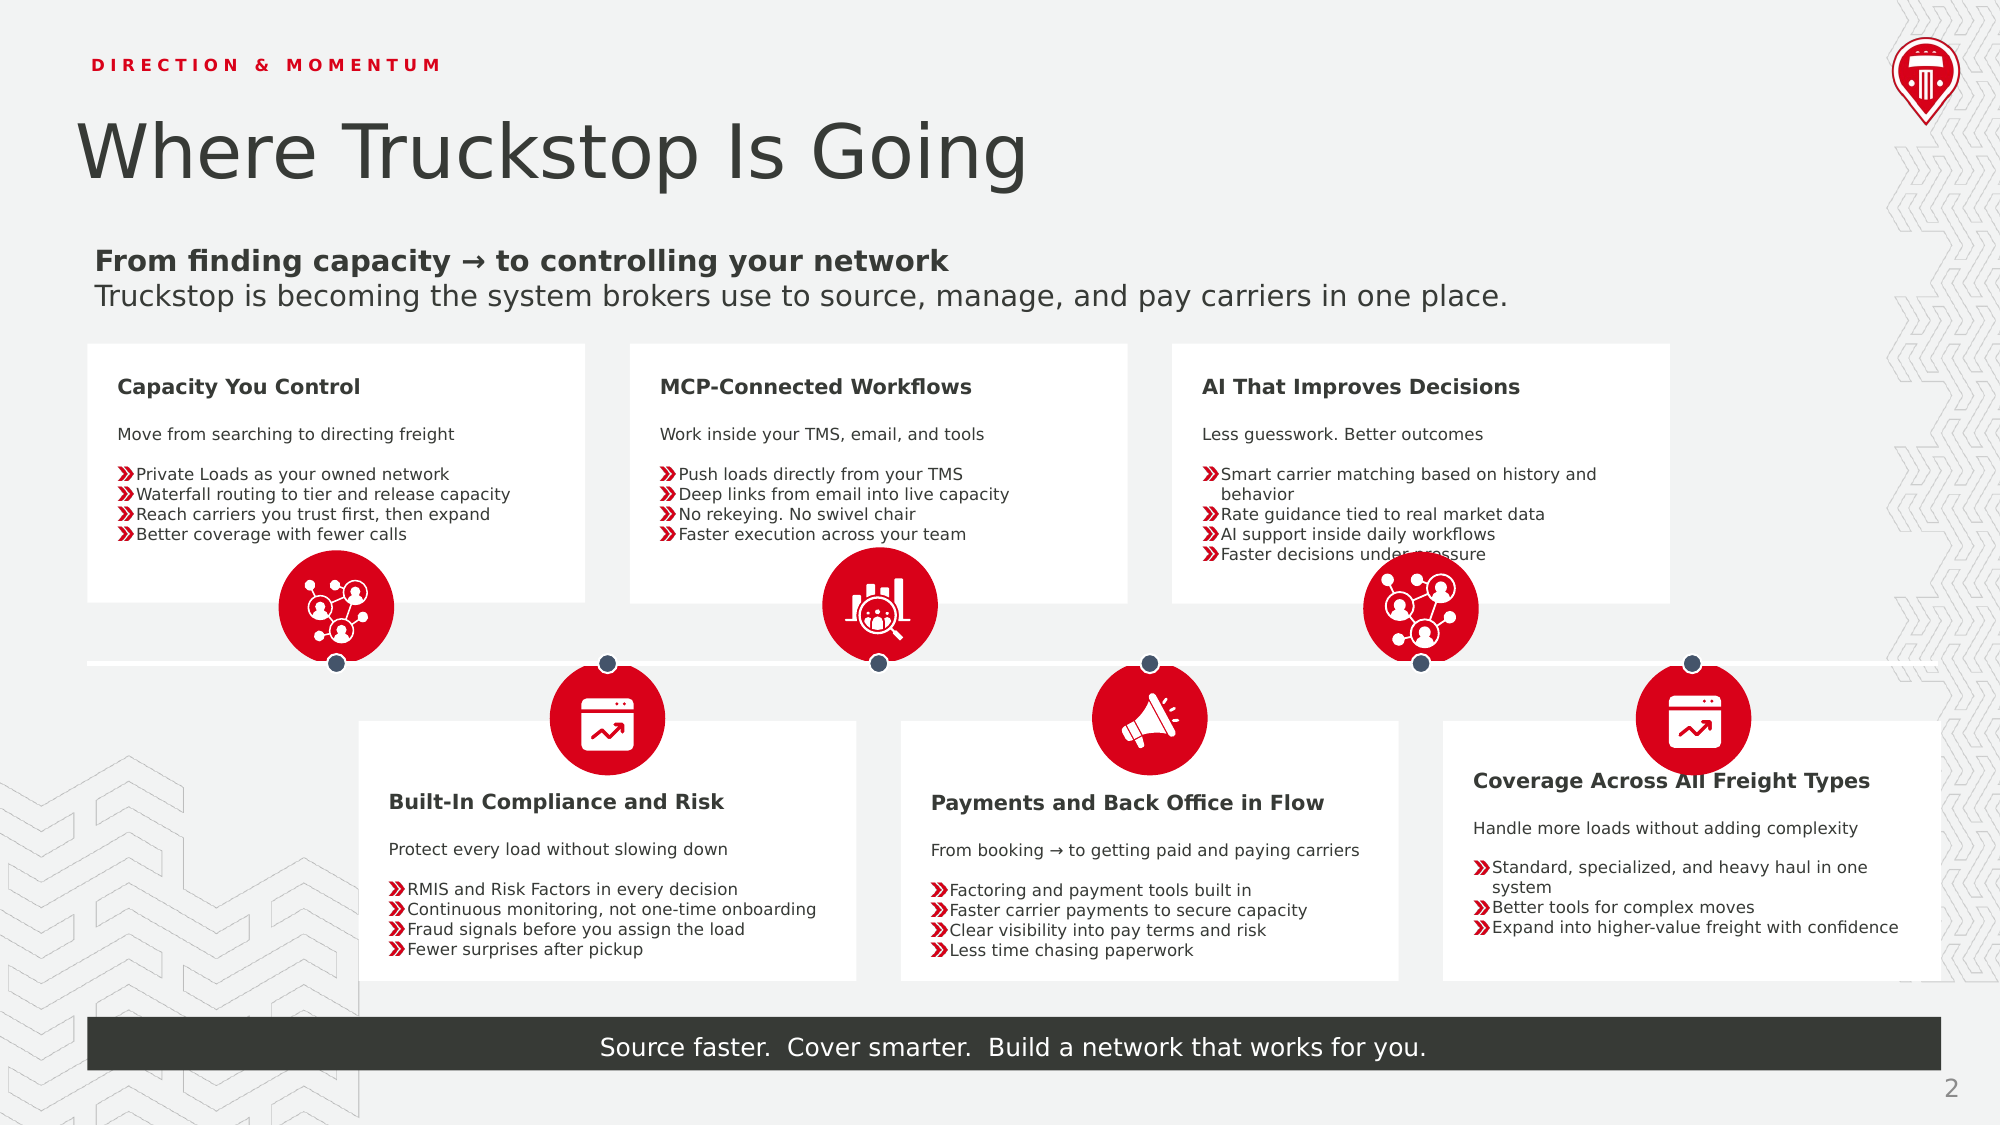 DIRECTION & MOMENTUM
Where Truckstop Is Going
From finding capacity → to controlling your network
Truckstop is becoming the system brokers use to source, manage, and pay carriers in one place.
Capacity You Control
Move from searching to directing freight
Private Loads as your owned network
Waterfall routing to tier and release capacity
Reach carriers you trust first, then expand
Better coverage with fewer calls
MCP-Connected Workflows
Work inside your TMS, email, and tools
Push loads directly from your TMS
Deep links from email into live capacity
No rekeying. No swivel chair
Faster execution across your team
AI That Improves Decisions
Less guesswork. Better outcomes
Smart carrier matching based on history and
behavior
Rate guidance tied to real market data
AI support inside daily workflows
Faster decisions under pressure
Built-In Compliance and Risk
Protect every load without slowing down
RMIS and Risk Factors in every decision
Continuous monitoring, not one-time onboarding
Fraud signals before you assign the load
Fewer surprises after pickup
Payments and Back Office in Flow
From booking → to getting paid and paying carriers
Factoring and payment tools built in
Faster carrier payments to secure capacity
Clear visibility into pay terms and risk
Less time chasing paperwork
Coverage Across All Freight Types
Handle more loads without adding complexity
Standard, specialized, and heavy haul in one
system
Better tools for complex moves
Expand into higher-value freight with confidence
Source faster.  Cover smarter.  Build a network that works for you.
2